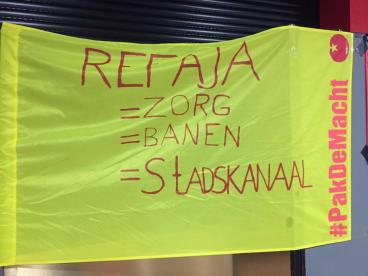 REFAJA
=ZORG
=BANEN
=StADSKANAAL
#PakDeMacht